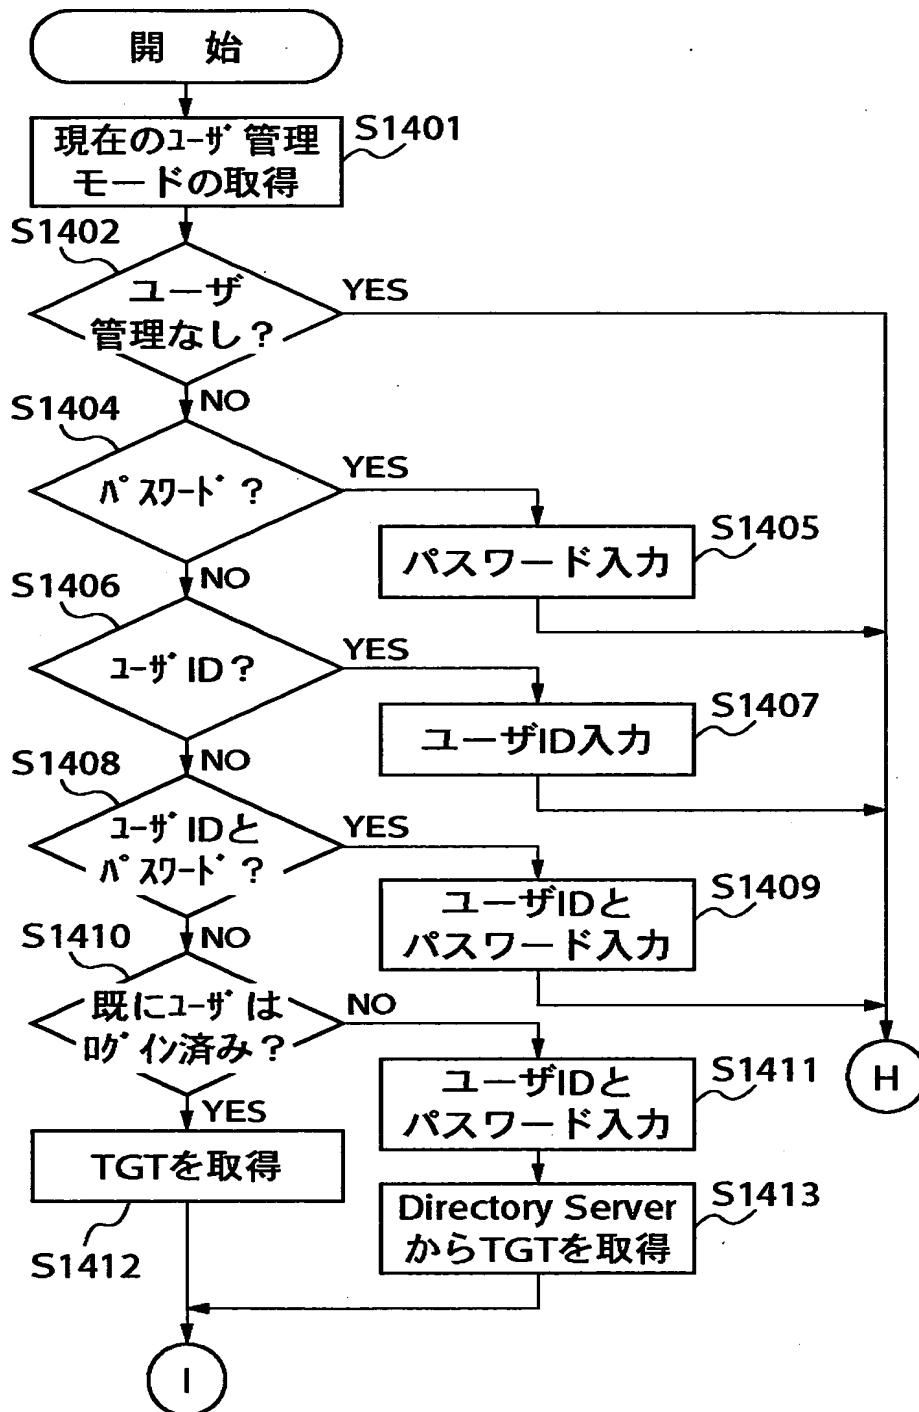 開 始
現在のﾕｰｻﾞ管理
モードの取得
S1401
S1402
ユーザ
管理なし？
YES
NO
S1404
ﾊﾟｽﾜｰﾄﾞ？
YES
パスワード入力
S1405
NO
S1406
ﾕｰｻﾞID？
YES
ユーザID入力
S1407
NO
S1408
ﾕｰｻﾞIDと
ﾊﾟｽﾜｰﾄﾞ？
YES
ユーザIDと
パスワード入力
S1409
NO
S1410
既にﾕｰｻﾞは
ﾛｸﾞｲﾝ済み？
NO
ユーザIDと
パスワード入力
S1411
H
YES
TGTを取得
S1412
Directory Server
からTGTを取得
S1413
I